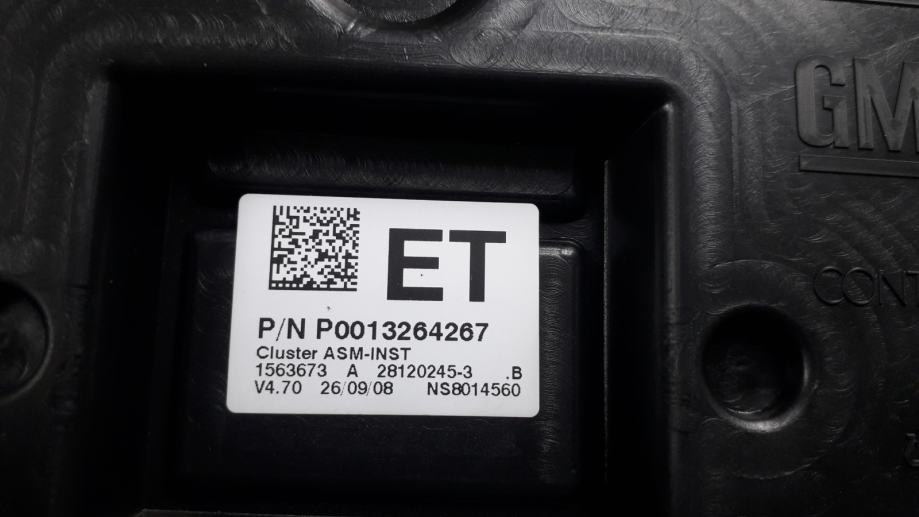 GM
ET
P/N P0013264267
Cluster ASM-INST
1563673 A 28120245-3 .B
V4.70 26/09/08 NS8014560